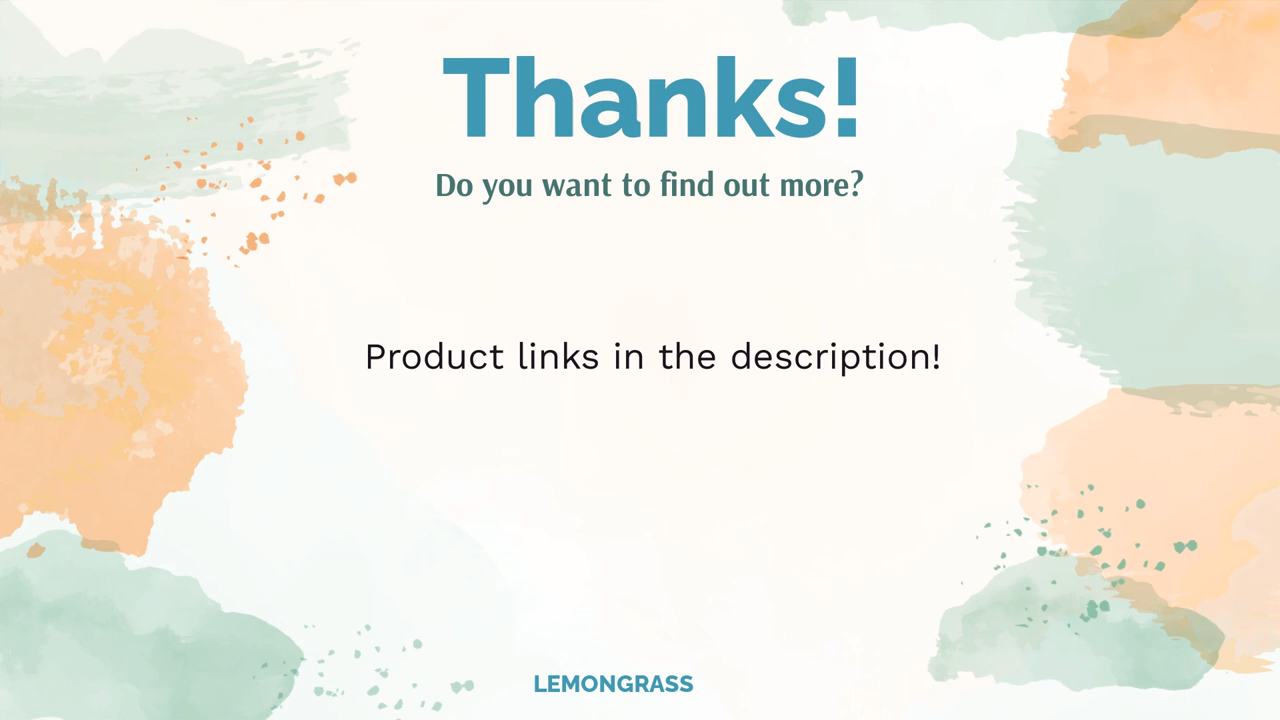 Thanks!
Do you want to find out more?
Product links in the description!
LEMONGRASS